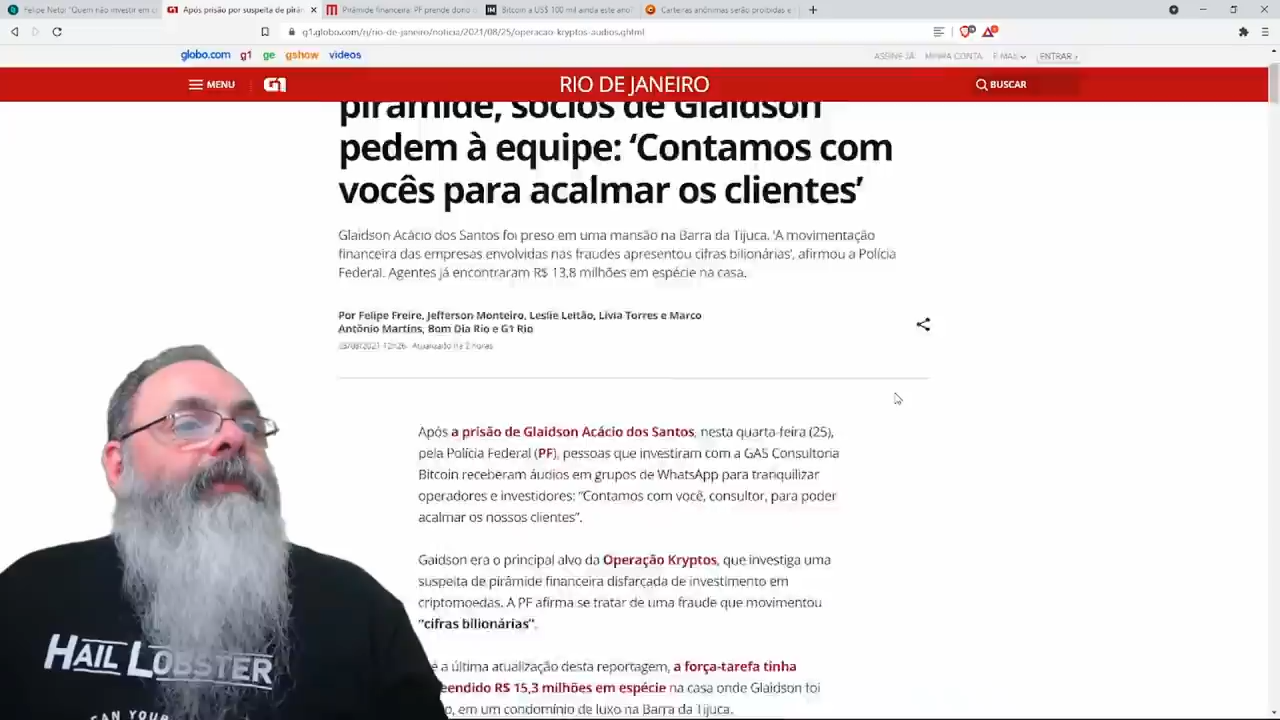 Felipe Neto: "Quem não investir em cr
Após prisão por suspeita de pirâm
Pirâmide financeira: PF prende dono d
Bitcoin a US$ 100 mil ainda este ano?
Carteiras anônimas serão proibidas e
g1.globo.com/rj/rio-de-janeiro/noticia/2021/08/25/operacao-kryptos-audios.ghtml
globo.com g1 ge gshow videos
ASSINE JÁ MINHA CONTA E-MAIL ENTRAR ›
MENU G1 RIO DE JANEIRO BUSCAR
pirâmide, sócios de Glaidson
pedem à equipe: ‘Contamos com
vocês para acalmar os clientes’
Glaidson Acácio dos Santos foi preso em uma mansão na Barra da Tijuca. 'A movimentação
financeira das empresas envolvidas nas fraudes apresentou cifras bilionárias', afirmou a Polícia
Federal. Agentes já encontraram R$ 13,8 milhões em espécie na casa.
Por Felipe Freire, Jefferson Monteiro, Leslie Leitão, Lívia Torres e Marco
Antônio Martins, Bom Dia Rio e G1 Rio
25/08/2021 12h26 Atualizado há 2 horas
Após a prisão de Glaidson Acácio dos Santos, nesta quarta-feira (25),
pela Polícia Federal (PF), pessoas que investiram com a GAS Consultoria
Bitcoin receberam áudios em grupos de WhatsApp para tranquilizar
operadores e investidores: “Contamos com você, consultor, para poder
acalmar os nossos clientes”.
Gaidson era o principal alvo da Operação Kryptos, que investiga uma
suspeita de pirâmide financeira disfarçada de investimento em
criptomoedas. A PF afirma se tratar de uma fraude que movimentou
"cifras bilionárias".
é a última atualização desta reportagem, a força-tarefa tinha
eendido R$ 15,3 milhões em espécie na casa onde Glaidson foi
o, em um condomínio de luxo na Barra da Tijuca.
HAIL LOBSTER
CAN YOUR